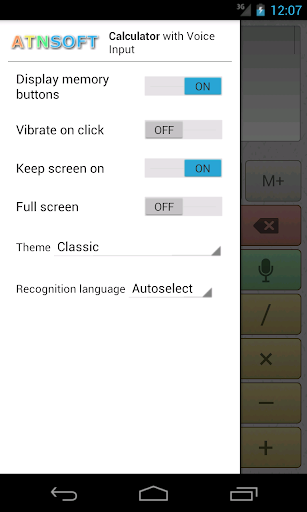 3G 12:07
ATNSOFT Calculator with Voice
Input
Display memory
buttons
ON
Vibrate on click OFF
Keep screen on ON
Full screen OFF
Theme Classic
Recognition language Autoselect
M+
/
×
−
+